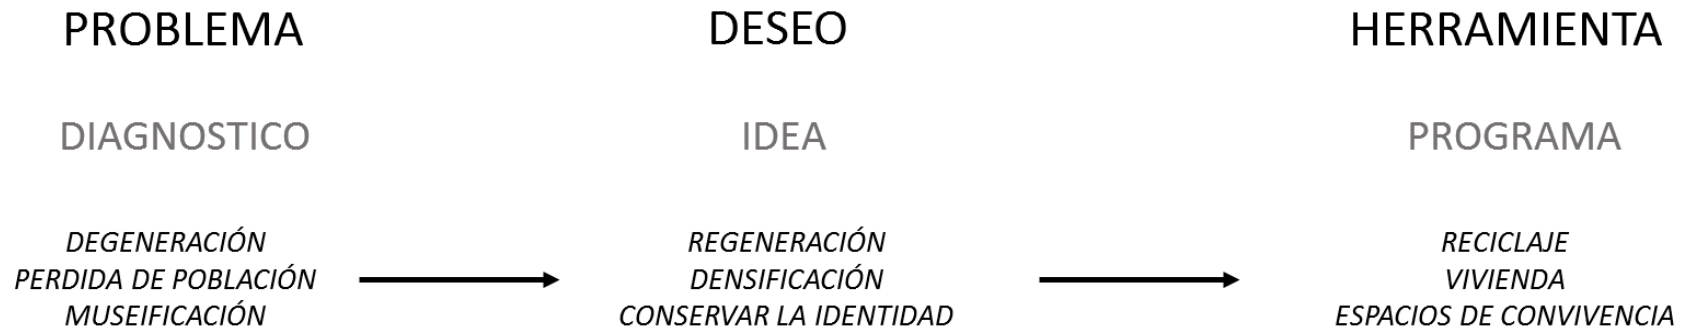 PROBLEMA
DESEO
HERRAMIENTA
DIAGNOSTICO
IDEA
PROGRAMA
DEGENERACIÓN
PERDIDA DE POBLACIÓN
MUSEIFICACIÓN
REGENERACIÓN
DENSIFICACIÓN
CONSERVAR LA IDENTIDAD
RECICLAJE
VIVIENDA
ESPACIOS DE CONVIVENCIA